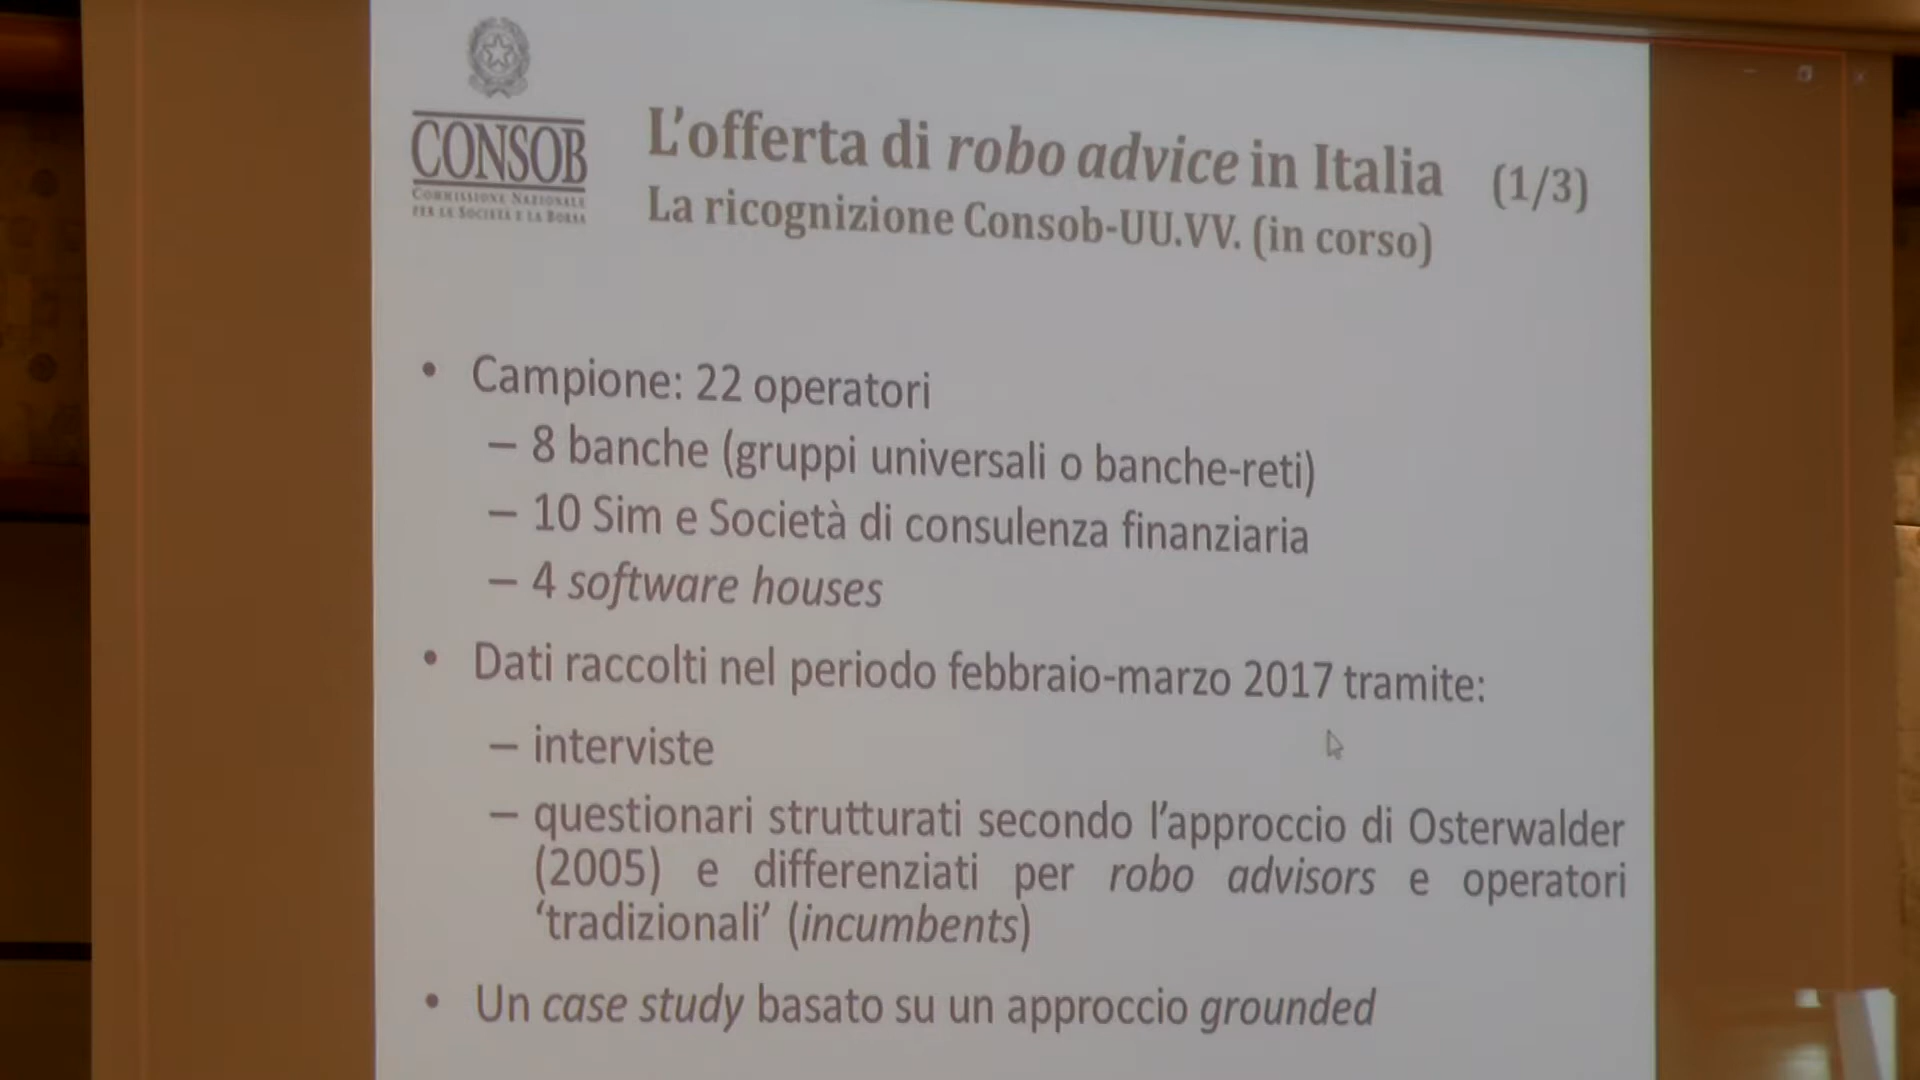 CONSOB
COMMISSIONE NAZIONALE
PER LE SOCIETÀ E LA BORSA
L'offerta di robo advice in Italia (1/3)
La ricognizione Consob-UU.VV. (in corso)
• Campione: 22 operatori
– 8 banche (gruppi universali o banche-reti)
– 10 Sim e Società di consulenza finanziaria
– 4 software houses
• Dati raccolti nel periodo febbraio-marzo 2017 tramite:
– interviste
– questionari strutturati secondo l'approccio di Osterwalder
(2005) e differenziati per robo advisors e operatori
‘tradizionali’ (incumbents)
• Un case study basato su un approccio grounded